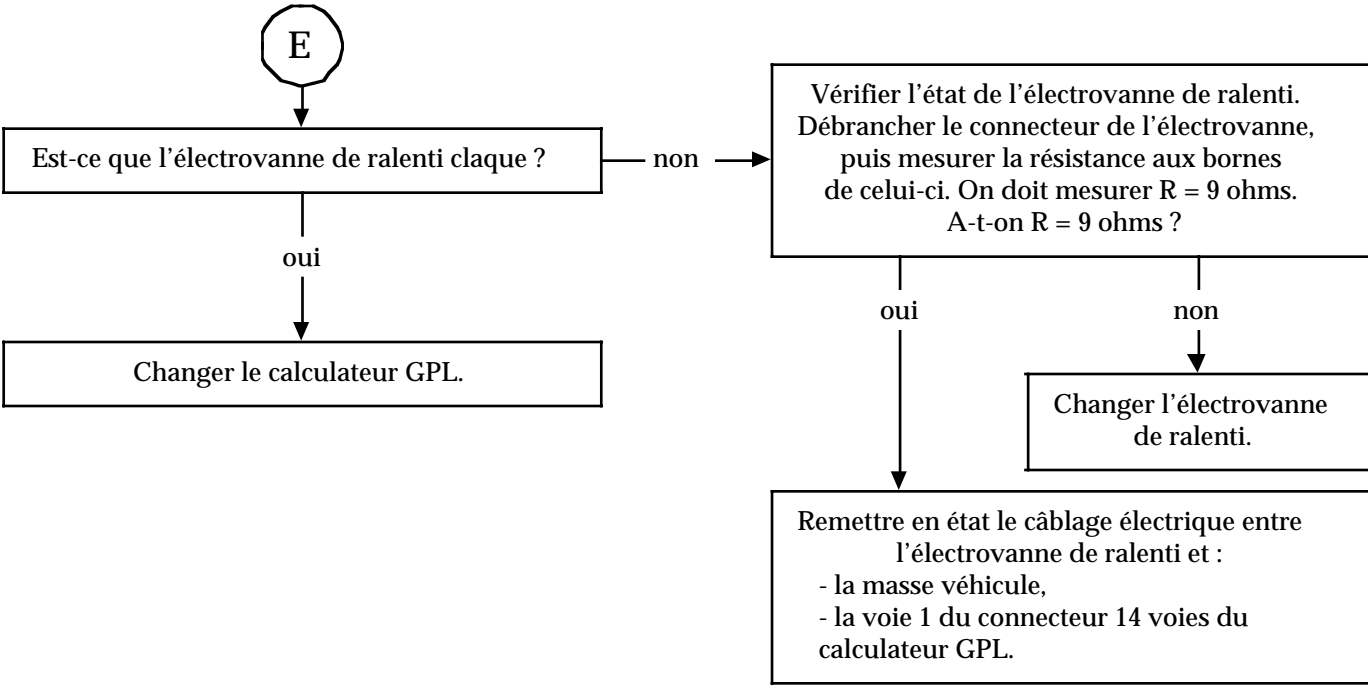 E
Est-ce que l'électrovanne de ralenti claque ?
non
Vérifier l'état de l'électrovanne de ralenti.
Débrancher le connecteur de l'électrovanne,
puis mesurer la résistance aux bornes
de celui-ci. On doit mesurer R = 9 ohms.
A-t-on R = 9 ohms ?
oui
Changer le calculateur GPL.
oui
non
Changer l'électrovanne
de ralenti.
Remettre en état le câblage électrique entre
l'électrovanne de ralenti et :
- la masse véhicule,
- la voie 1 du connecteur 14 voies du
calculateur GPL.